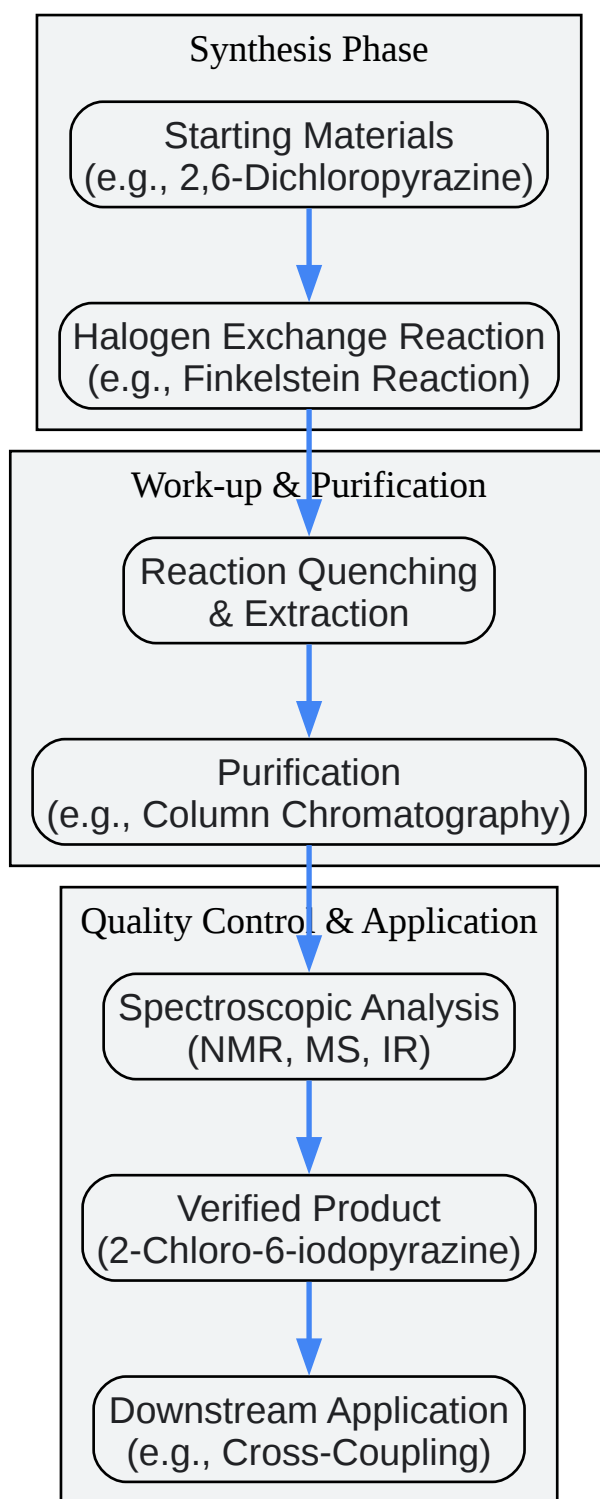 Synthesis Phase
Starting Materials
(e.g., 2,6-Dichloropyrazine)
Halogen Exchange Reaction
(e.g., Finkelstein Reaction)
Work-up & Purification
Reaction Quenching
& Extraction
Purification
(e.g., Column Chromatography)
Quality Control & Application
Spectroscopic Analysis
(NMR, MS, IR)
Verified Product
(2-Chloro-6-iodopyrazine)
Downstream Application
(e.g., Cross-Coupling)